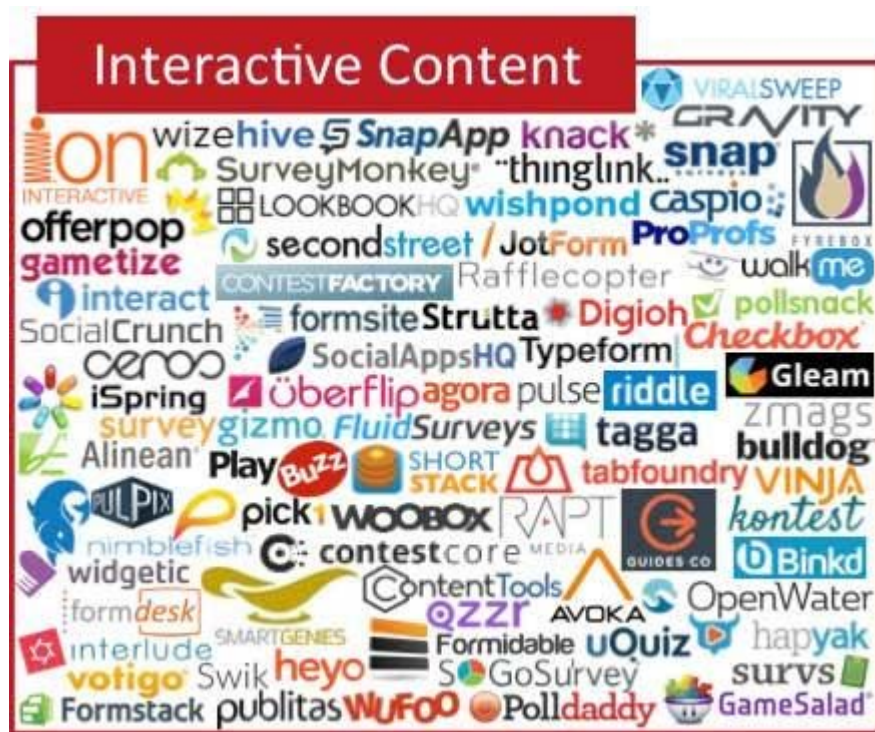 Interactive Content
VIRALSWEEP
GRAVITY
ion
INTERACTIVE
wizehive SnapApp knack*
snap
surveys
SurveyMonkey® thinglink..
FYREBOX
LOOKBOOKHQ wishpond caspio
offerpop
secondstreet JotForm ProProfs
gametize
CONTESTFACTORY Rafflecopter walkme
interact
formsite Strutta Digioh pollsnack
SocialCrunch
Checkbox®
ceros
SocialAppsHQ Typeform
Gleam
iSpring überflip agorapulse riddle
zmags
surveygizmo FluidSurveys tagga
bulldog
Alinean PlayBuzz SHORT
STACK tabfoundry VINJA
PULPIX pick1 WOOBOX RAPT
MEDIA
GUIDES CO
kontest
nimblefish contestcore
Binkd
widgetic
ContentTools
formdesk
SMARTGENIES
qzzr AVOKA OpenWater
interlude
Formidable uQuiz hapyak
votigo Swik heyo SoGoSurvey survs
Formstack publitas WUFOO Polldaddy GameSalad®